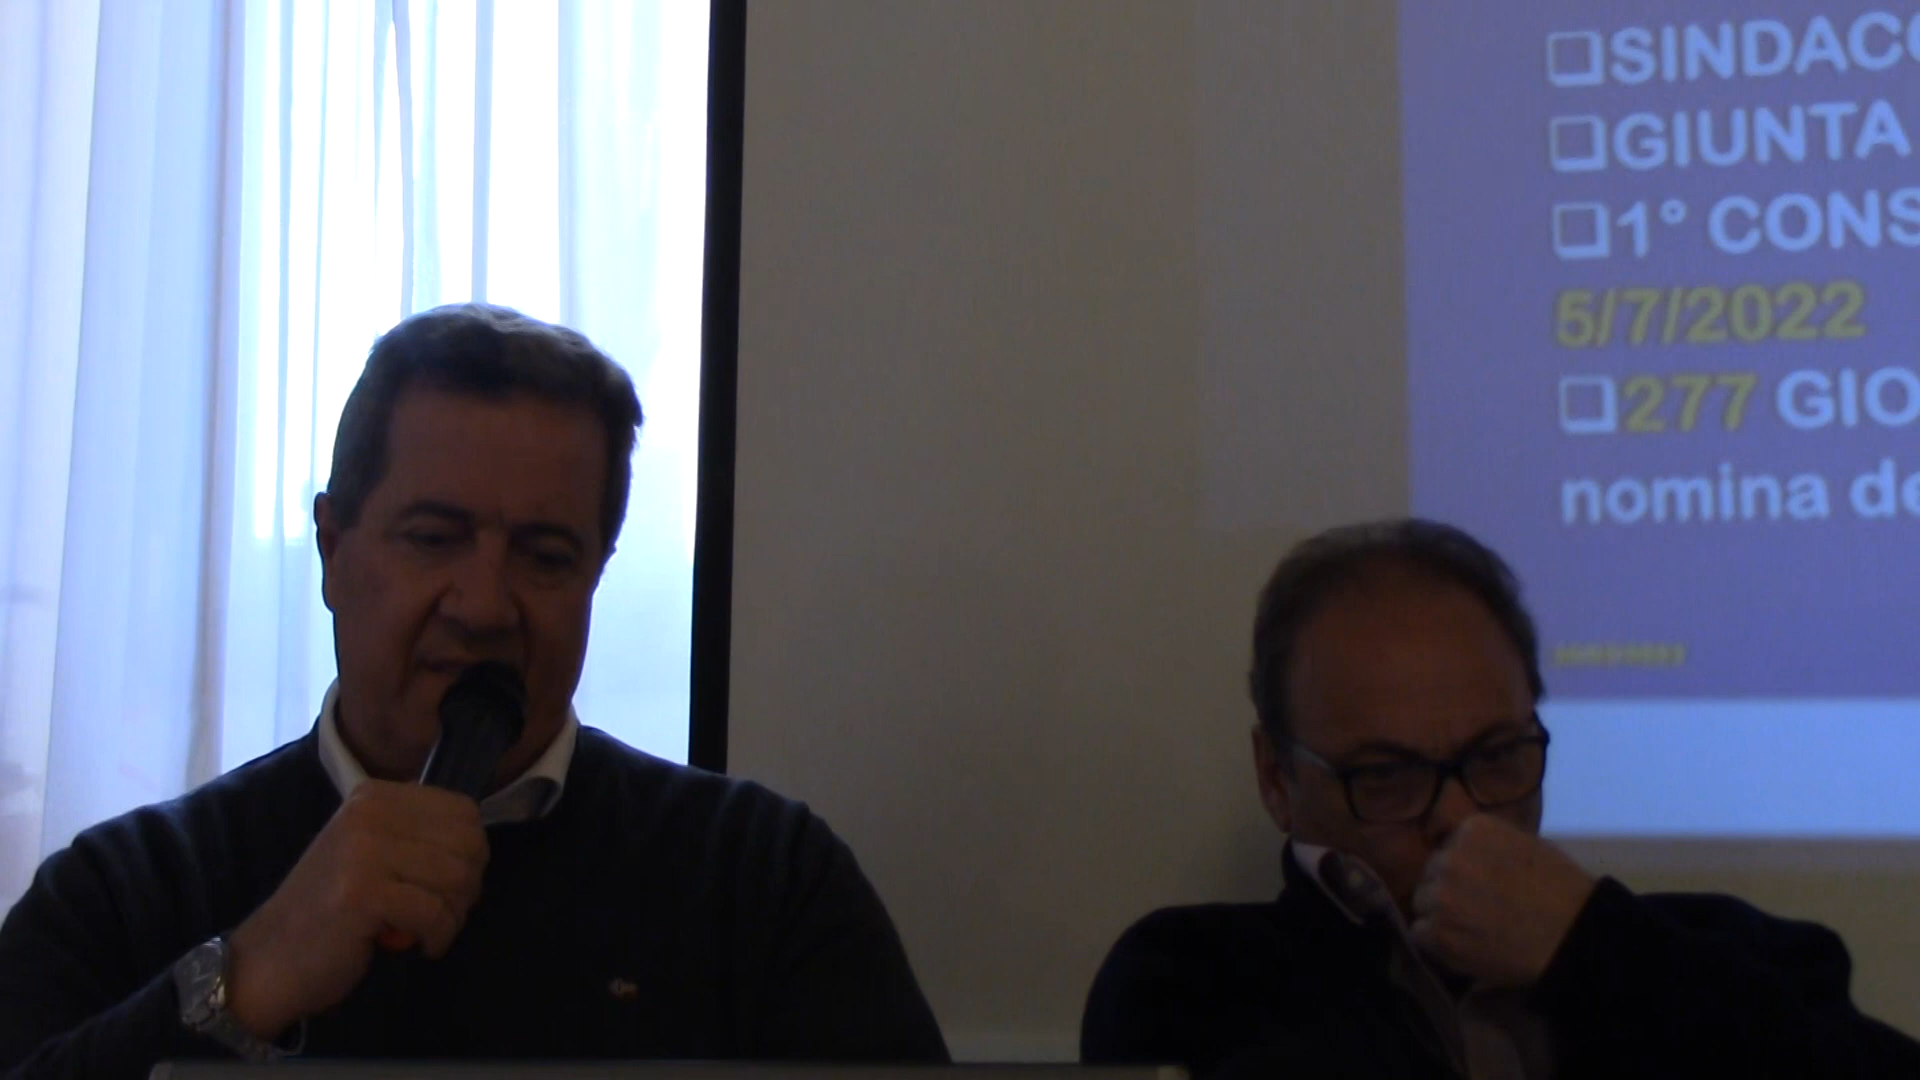 ❑SINDACO
❑GIUNTA
❑1° CONS
5/7/2022
❑277 GIO
nomina de